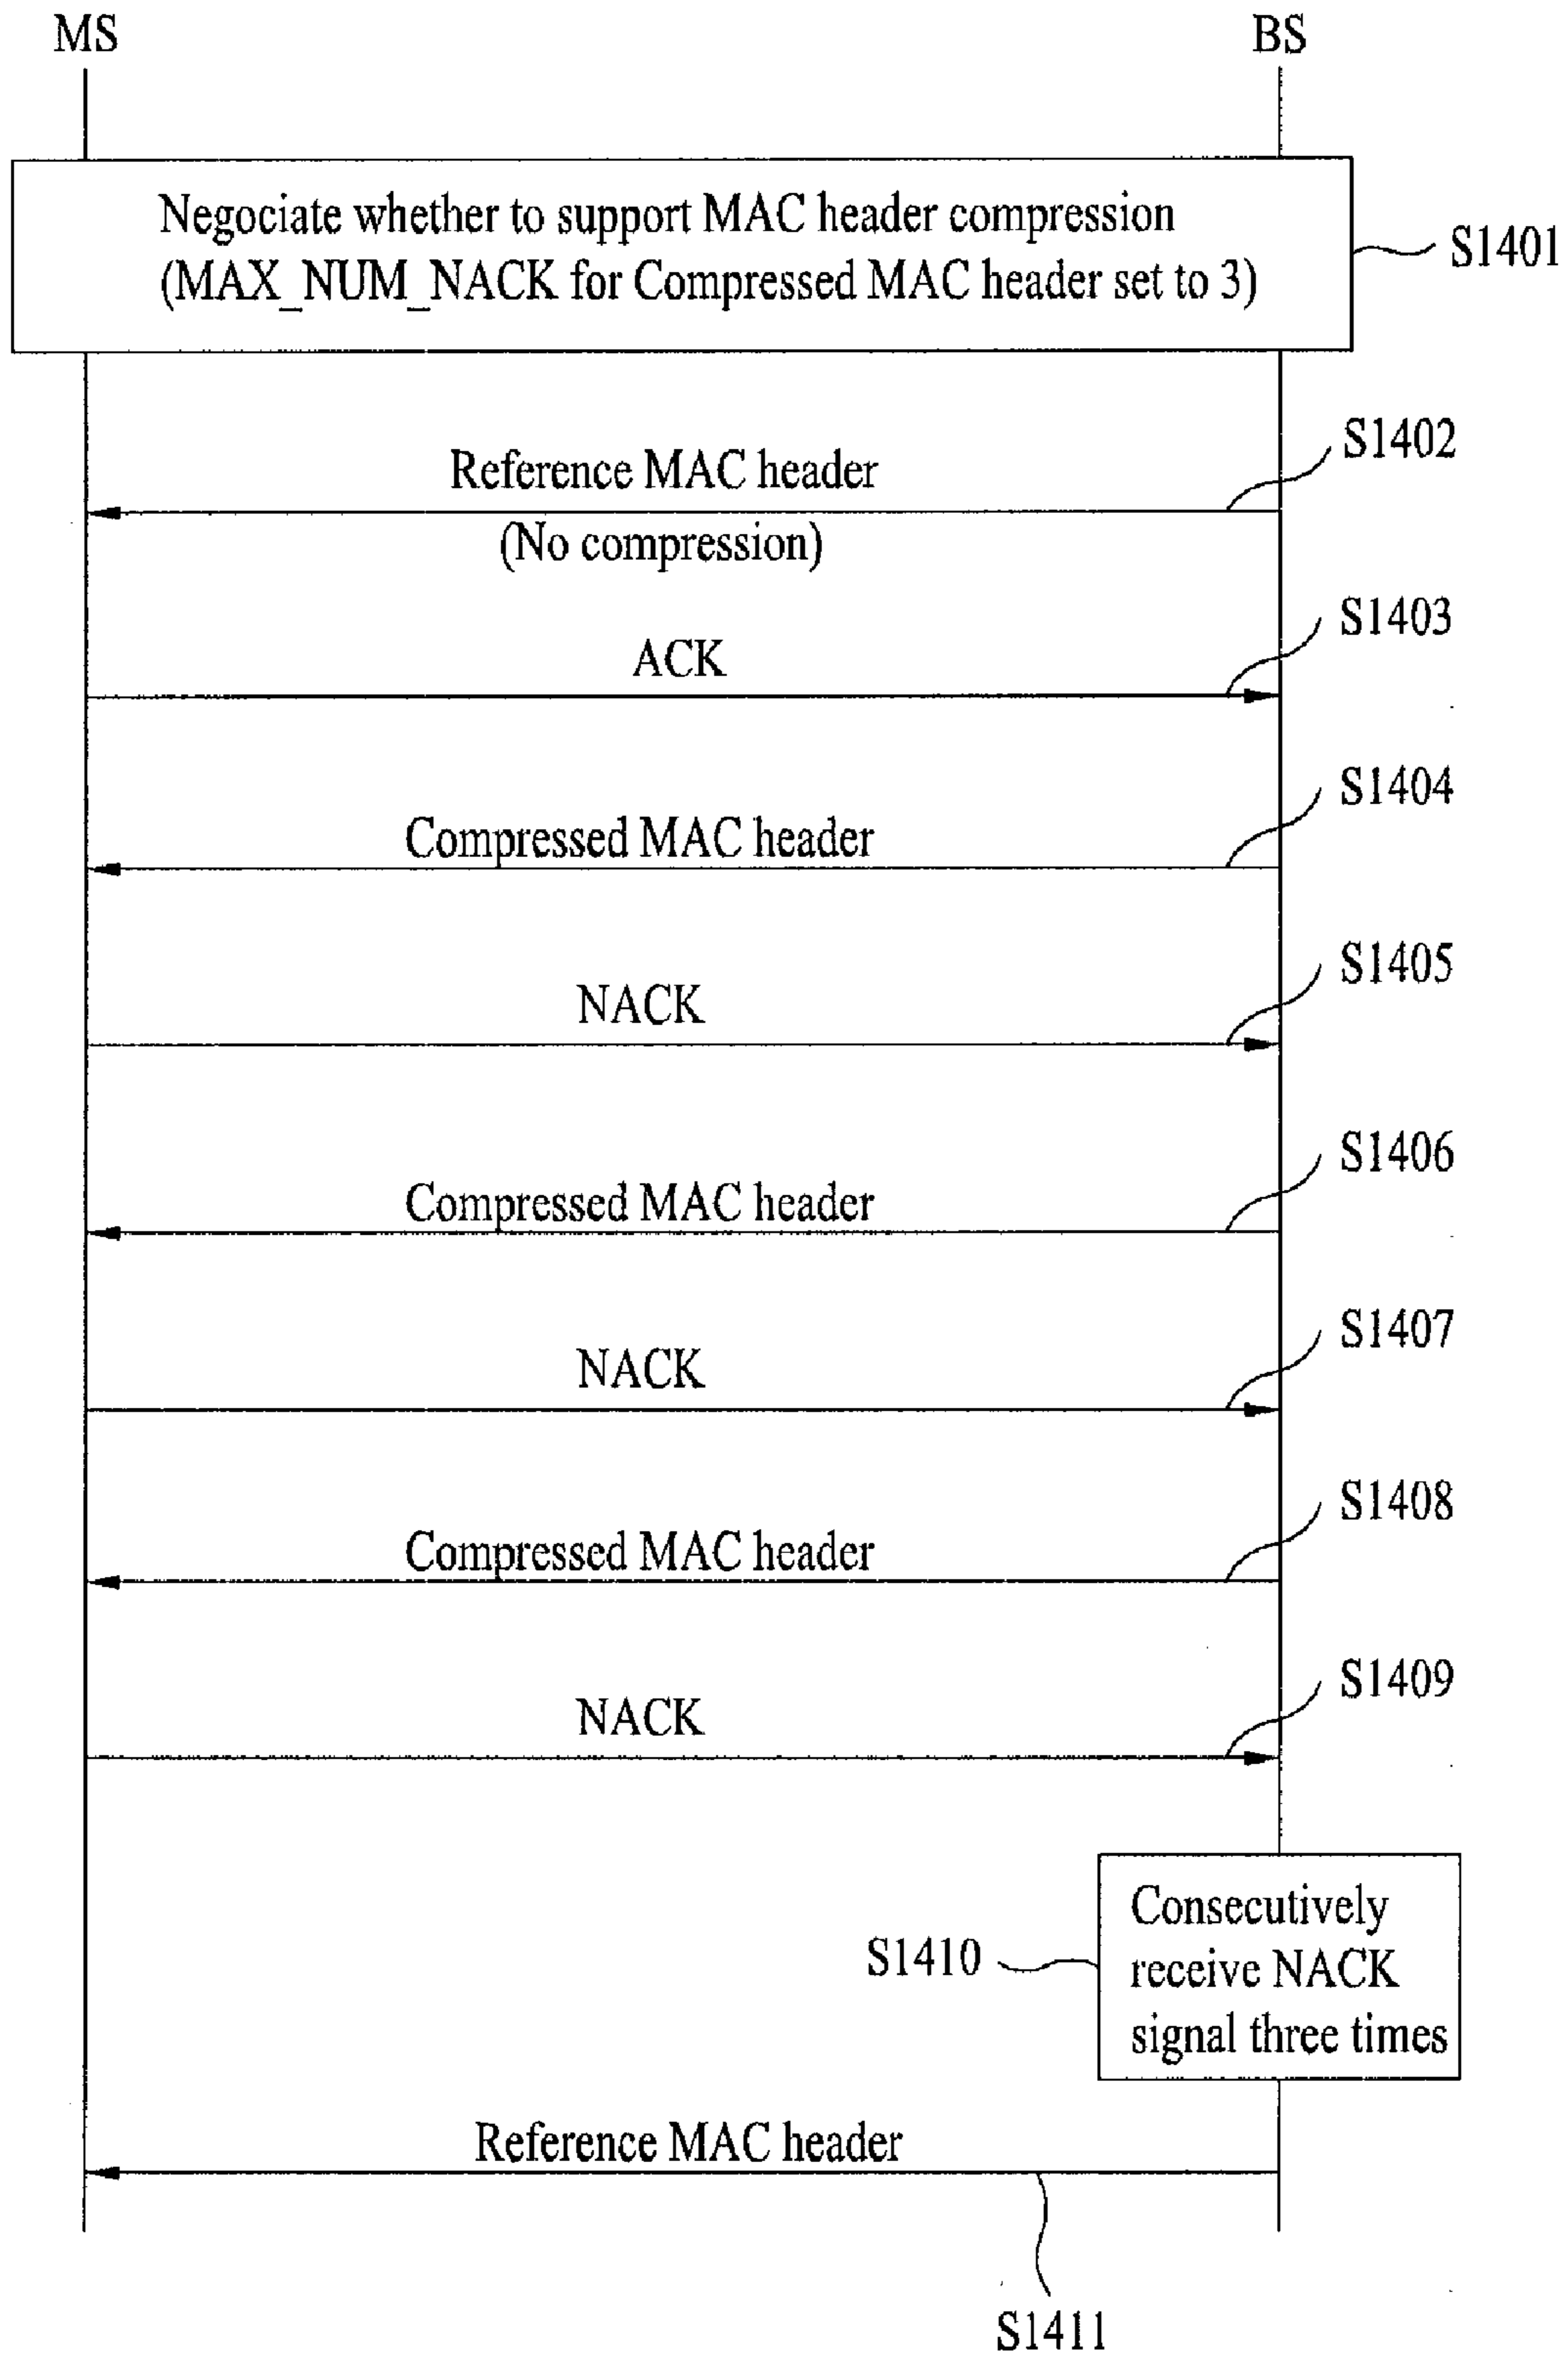 MS
BS
Negociate whether to support MAC header compression
(MAX_NUM_NACK for Compressed MAC header set to 3)
S1401
S1402
Reference MAC header
(No compression)
S1403
ACK
S1404
Compressed MAC header
S1405
NACK
S1406
Compressed MAC header
S1407
NACK
S1408
Compressed MAC header
S1409
NACK
Consecutively
receive NACK
signal three times
S1410
Reference MAC header
S1411